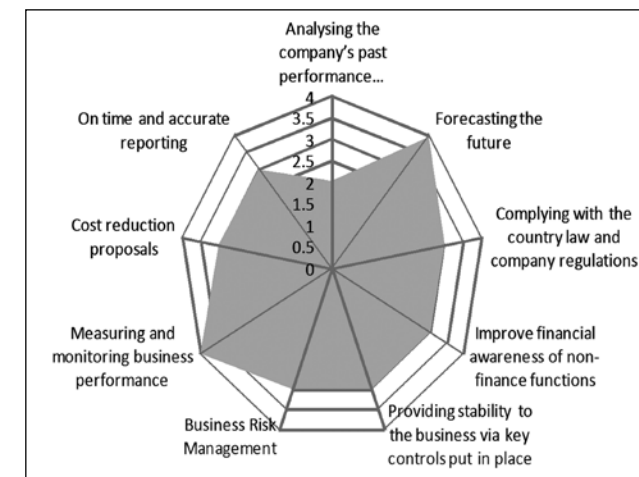 Analysing the
company's past
performance...
Forecasting the
future
Complying with the
country law and
company regulations
Improve financial
awareness of non-
finance functions
Providing stability to
the business via key
controls put in place
Business Risk
Management
Measuring and
monitoring business
performance
Cost reduction
proposals
On time and accurate
reporting
4
3.5
3
2.5
2
1.5
1
0.5
0